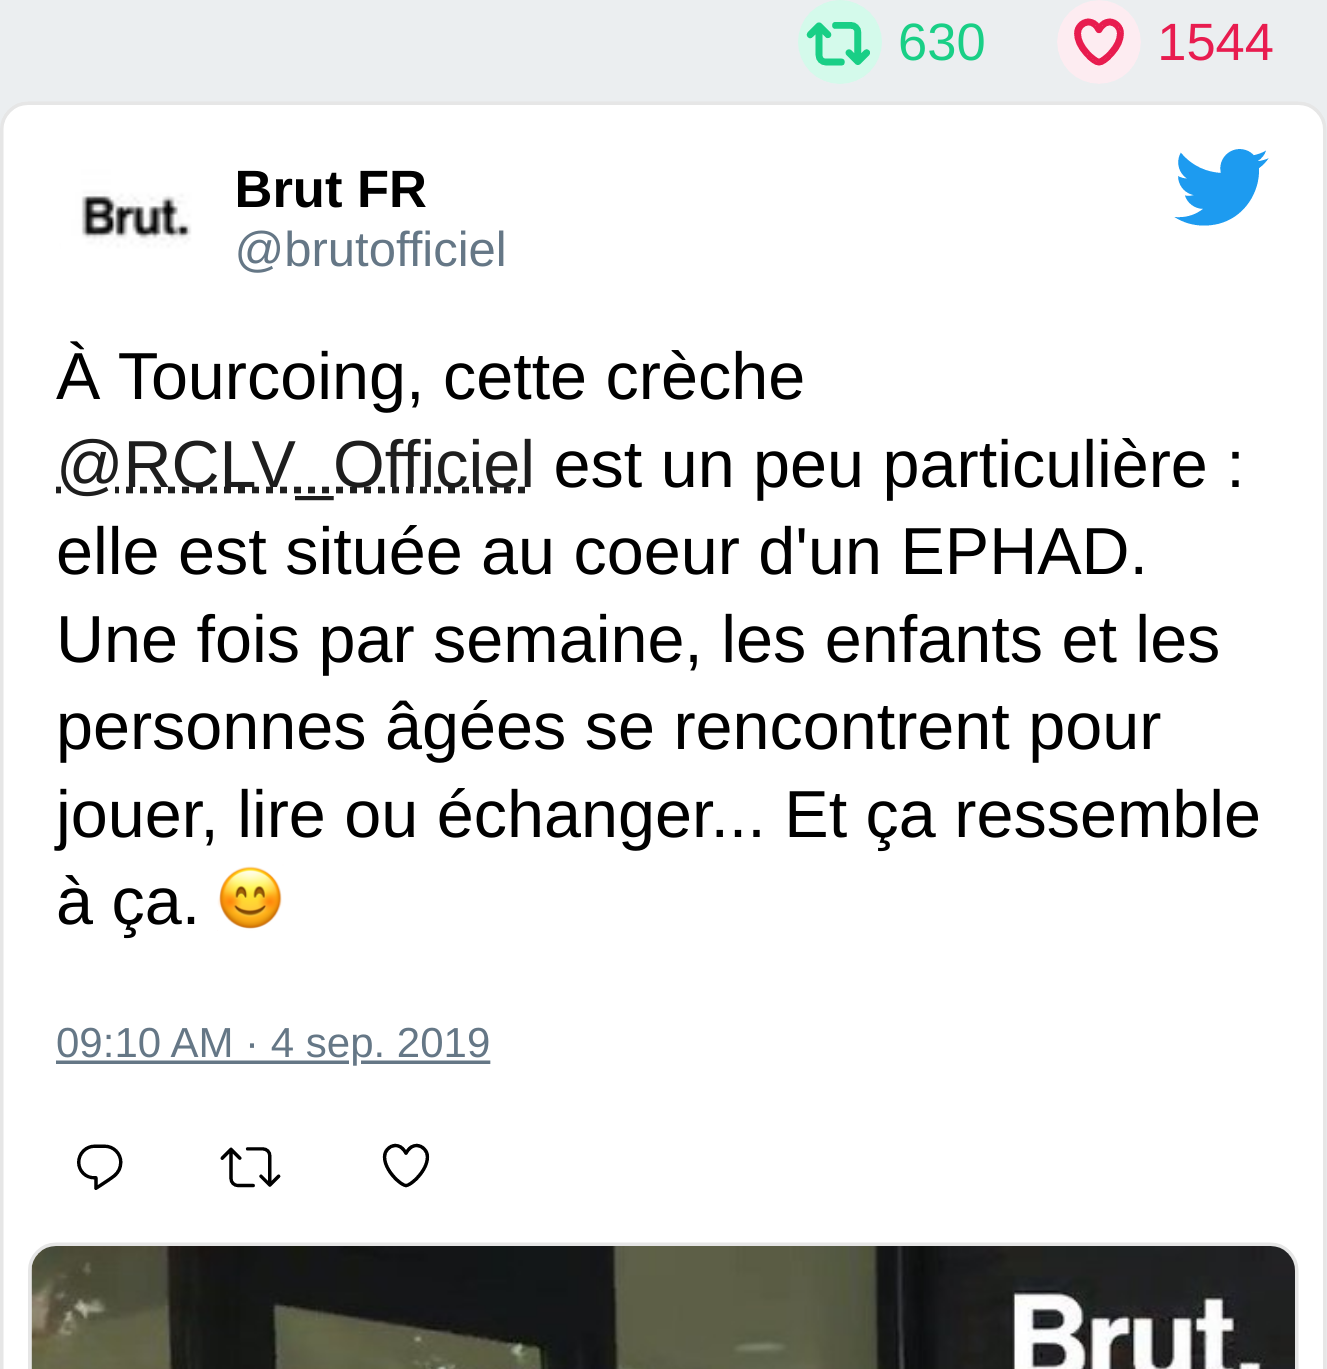 630 1544
Brut.
Brut FR
@brutofficiel
À Tourcoing, cette crèche
@RCLV_Officiel est un peu particulière :
elle est située au coeur d'un EPHAD.
Une fois par semaine, les enfants et les
personnes âgées se rencontrent pour
jouer, lire ou échanger... Et ça ressemble
à ça. 😊
09:10 AM · 4 sep. 2019
Brut.